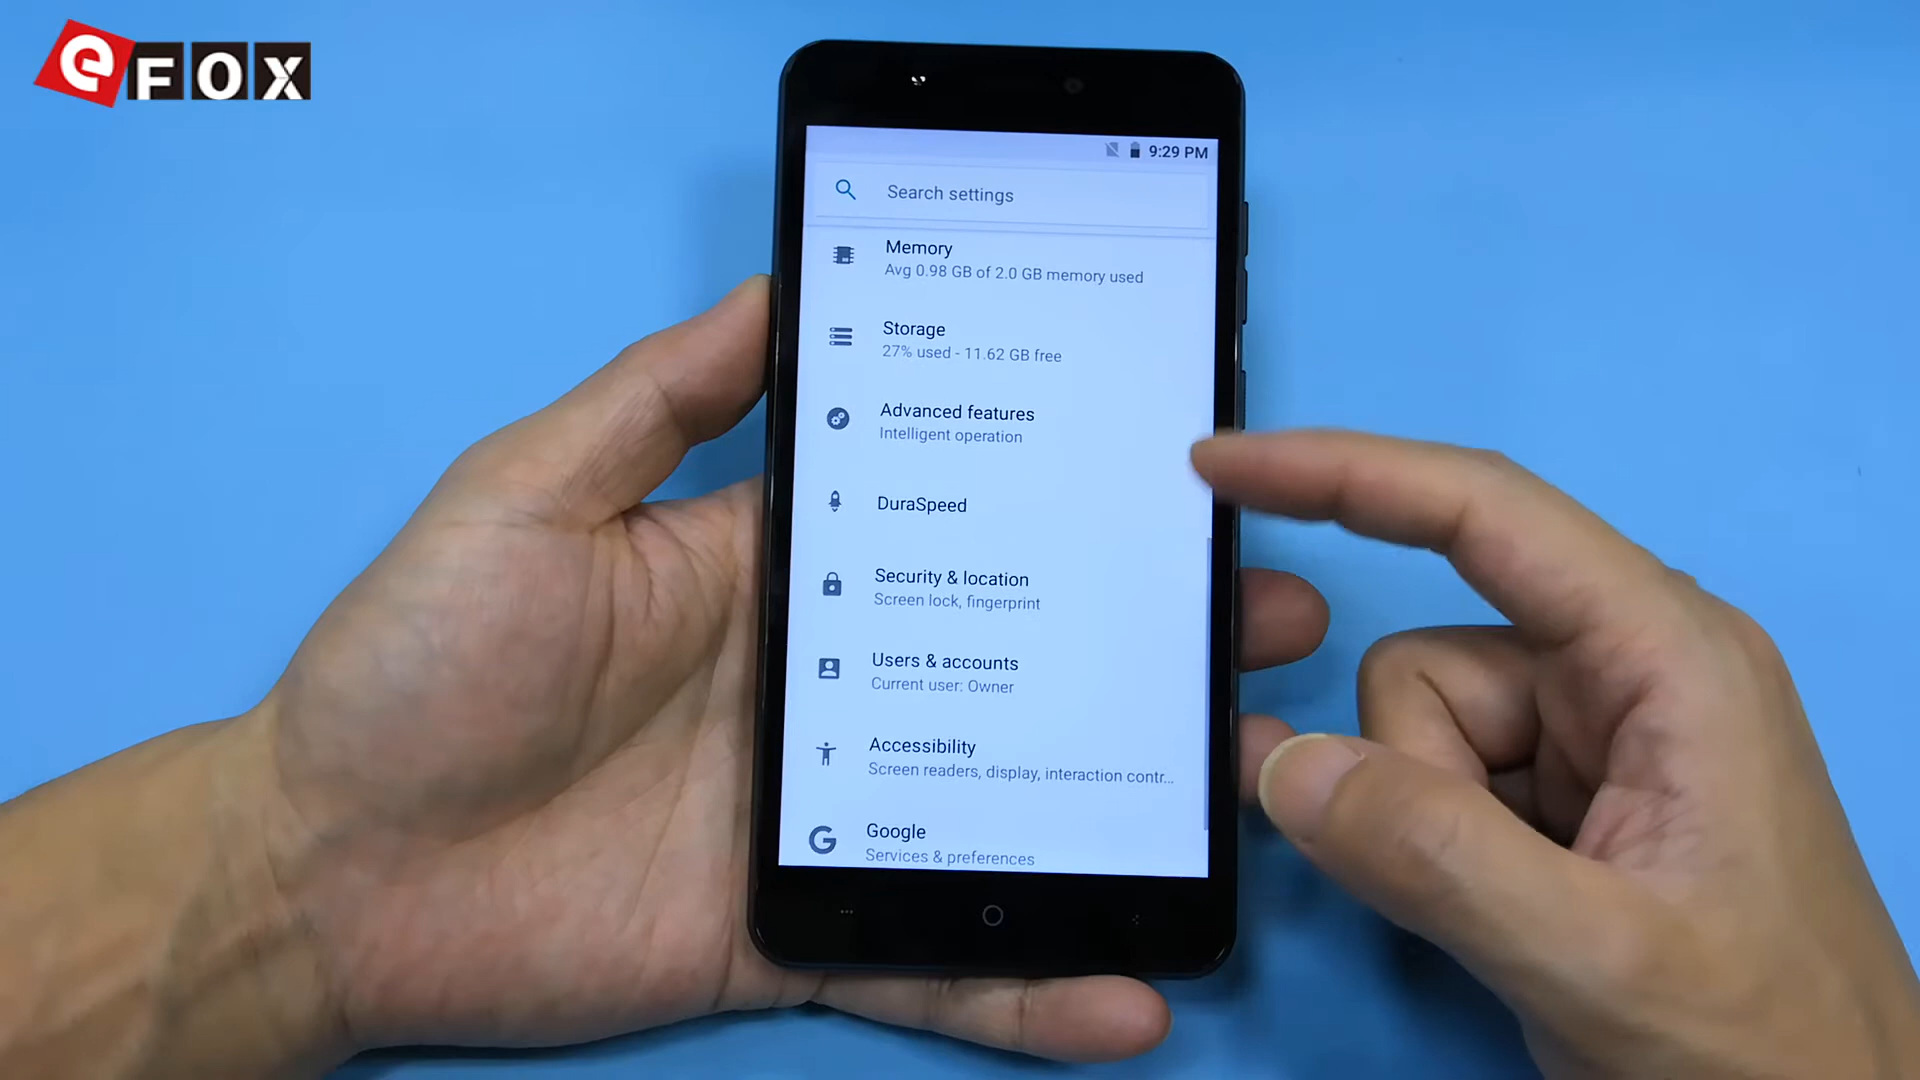 eFOX
9:29 PM
Search settings
Memory
Avg 0.98 GB of 2.0 GB memory used
Storage
27% used - 11.62 GB free
Advanced features
Intelligent operation
DuraSpeed
Security & location
Screen lock, fingerprint
Users & accounts
Current user: Owner
Accessibility
Screen readers, display, interaction contr...
Google
Services & preferences